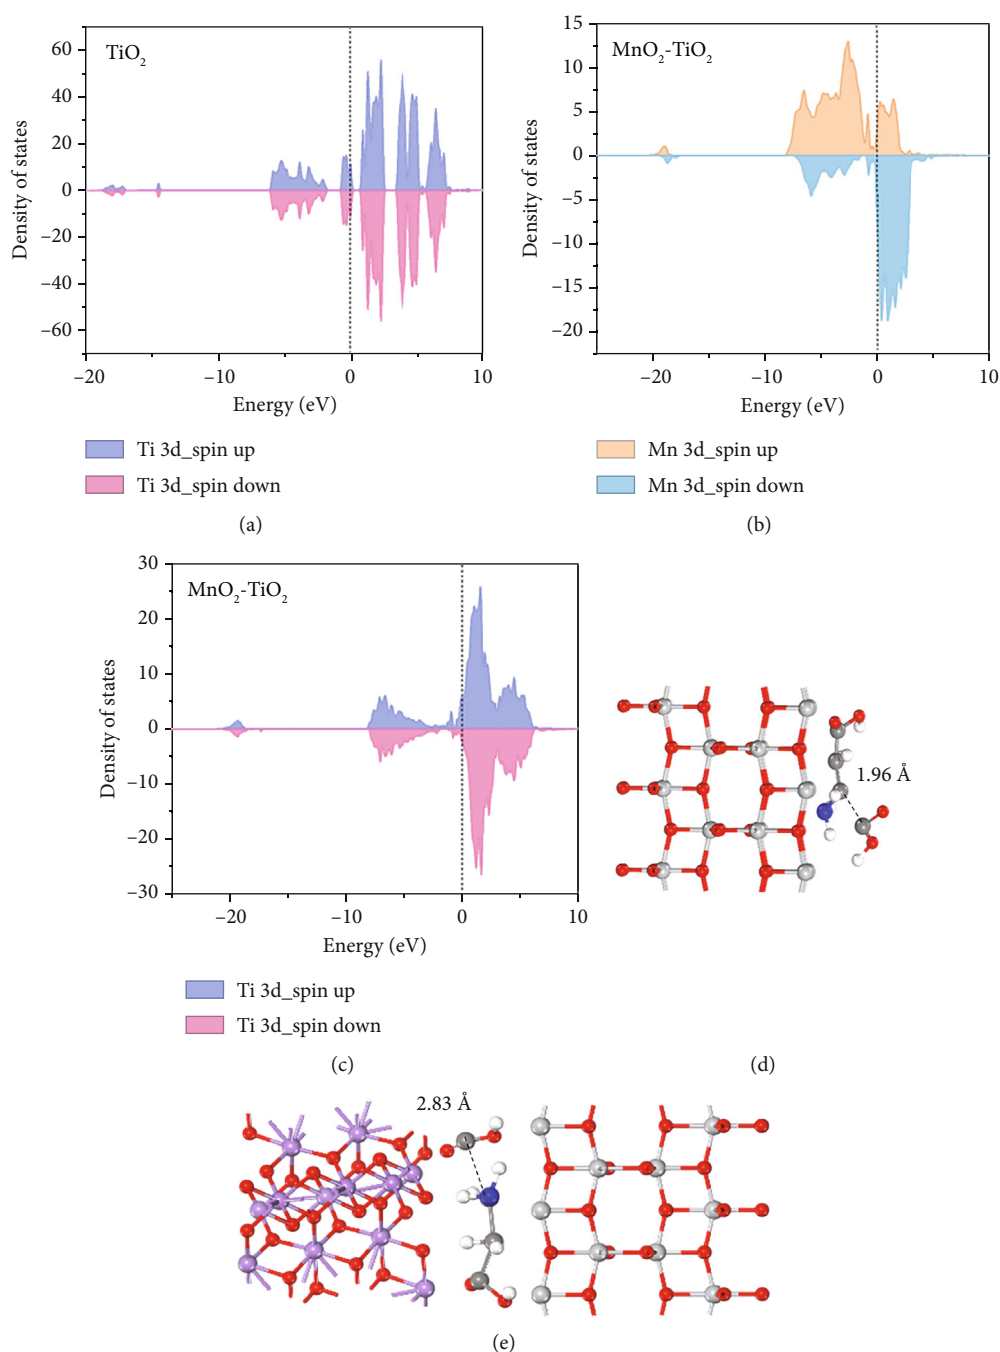 TiO₂
Density of states
60
40
20
0
−20
−40
−60
−20
−10
0
10
Energy (eV)
Ti 3d_spin up
Ti 3d_spin down
(a)
MnO₂-TiO₂
Density of states
15
10
5
0
−5
−10
−15
−20
−20
−10
0
10
Energy (eV)
Mn 3d_spin up
Mn 3d_spin down
(b)
MnO₂-TiO₂
Density of states
30
20
10
0
−10
−20
−30
−20
−10
0
10
Energy (eV)
Ti 3d_spin up
Ti 3d_spin down
(c)
1.96 Å
(d)
2.83 Å
(e)